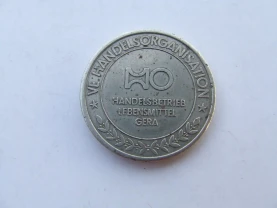 VE HANDELSORGANISATION
HO
HANDELSBETRIEB
LEBENSMITTEL
GERA